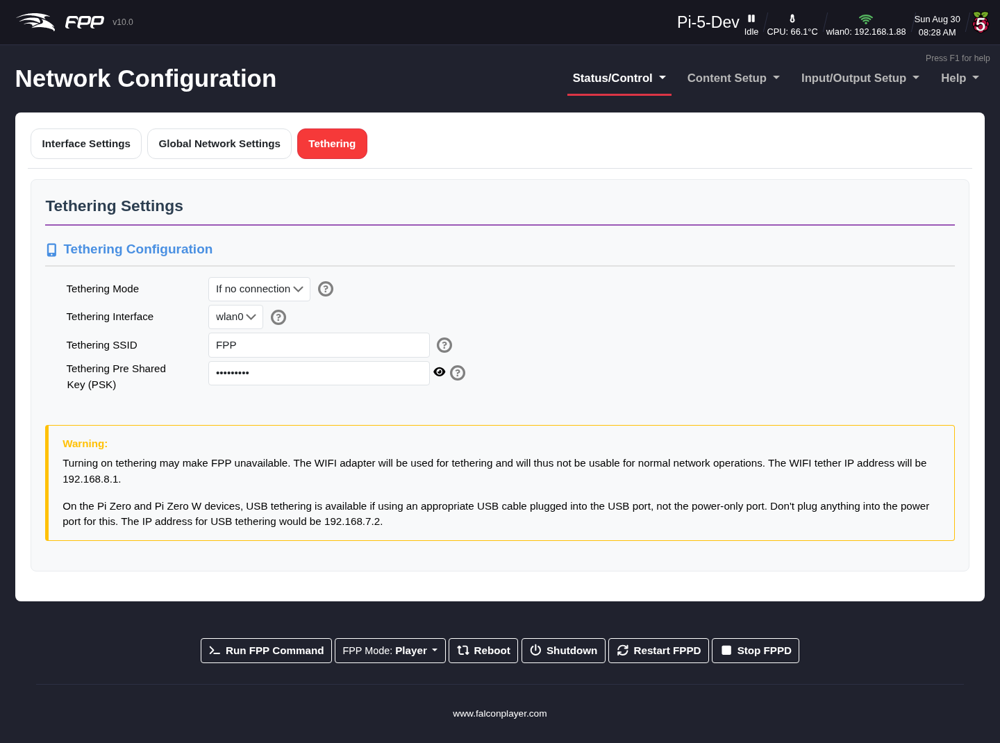 FPP v10.0
Pi-5-Dev
Idle
CPU: 66.1°C
wlan0: 192.168.1.88
Sun Aug 30
08:28 AM
5
Press F1 for help
Network Configuration
Status/Control
Content Setup
Input/Output Setup
Help
Interface Settings
Global Network Settings
Tethering
Tethering Settings
Tethering Configuration
Tethering Mode
If no connection
?
Tethering Interface
wlan0
?
Tethering SSID
FPP
?
Tethering Pre Shared
Key (PSK)
•••••••••
?
Warning:
Turning on tethering may make FPP unavailable. The WIFI adapter will be used for tethering and will thus not be usable for normal network operations. The WIFI tether IP address will be
192.168.8.1.
On the Pi Zero and Pi Zero W devices, USB tethering is available if using an appropriate USB cable plugged into the USB port, not the power-only port. Don't plug anything into the power
port for this. The IP address for USB tethering would be 192.168.7.2.
Run FPP Command
FPP Mode: Player
Reboot
Shutdown
Restart FPPD
Stop FPPD
www.falconplayer.com